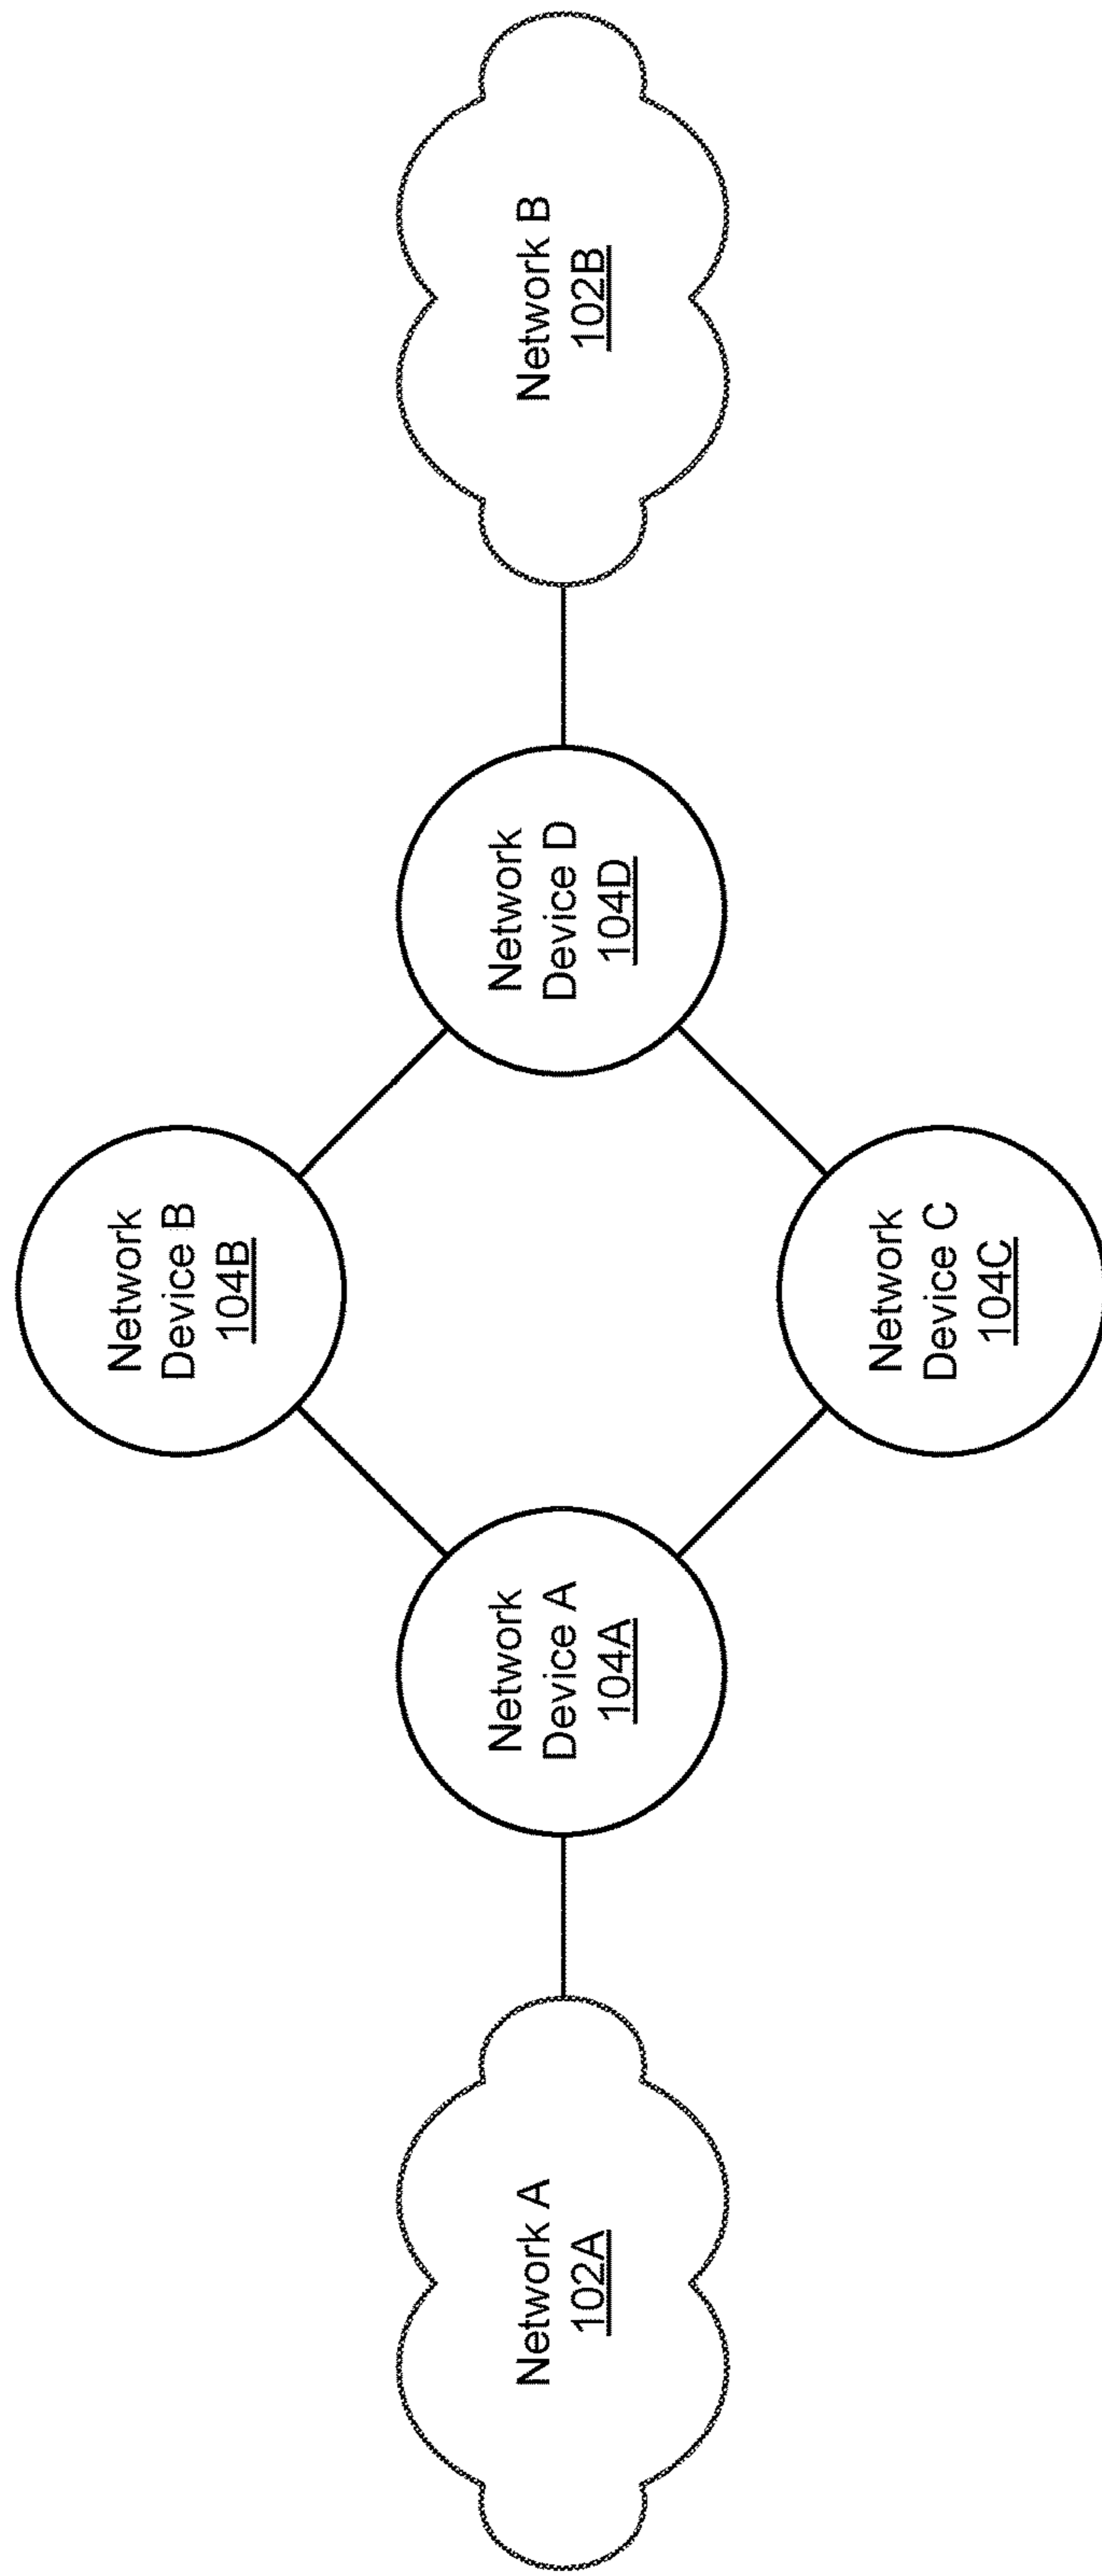 Network A
102A
Network
Device A
104A
Network
Device B
104B
Network
Device C
104C
Network
Device D
104D
Network B
102B